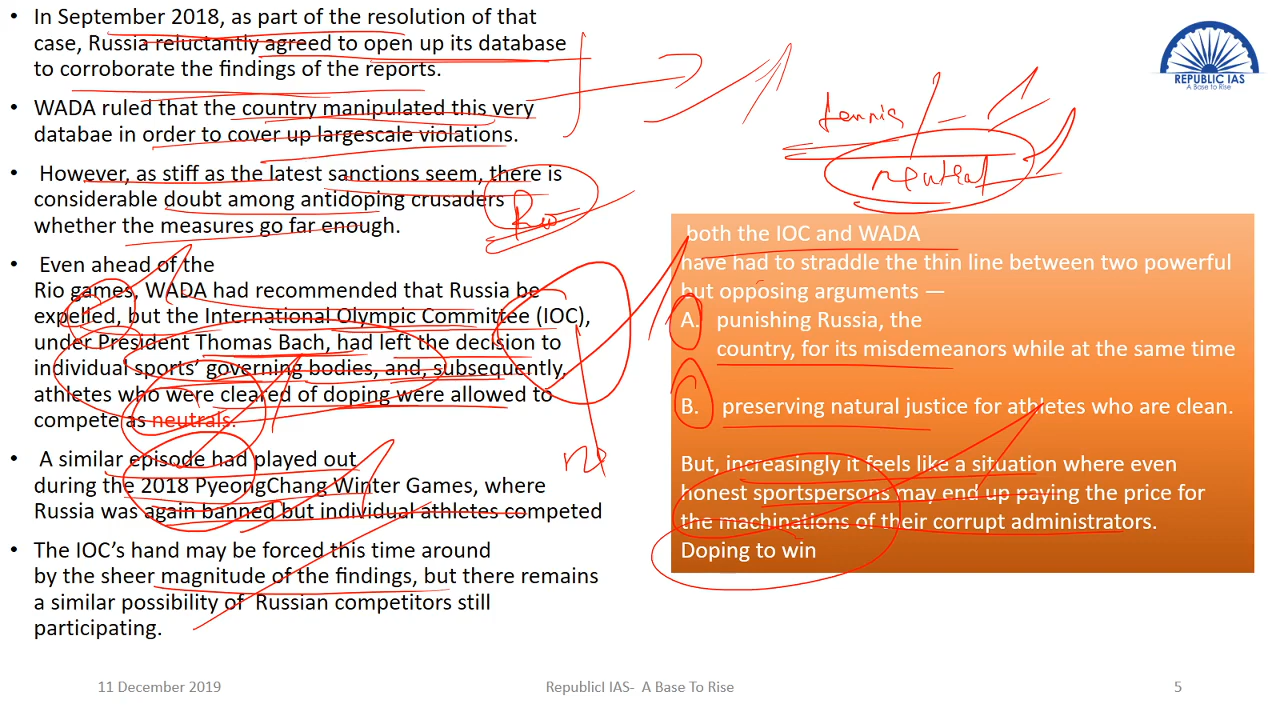 • In September 2018, as part of the resolution of that
case, Russia reluctantly agreed to open up its database
to corroborate the findings of the reports.
• WADA ruled that the country manipulated this very
databae in order to cover up largescale violations.
• However, as stiff as the latest sanctions seem, there is
considerable doubt among antidoping crusaders
whether the measures go far enough.
• Even ahead of the
Rio games, WADA had recommended that Russia be
expelled, but the International Olympic Committee (IOC),
under President Thomas Bach, had left the decision to
individual sports’ governing bodies, and, subsequently,
athletes who were cleared of doping were allowed to
compete as neutrals.
• A similar episode had played out
during the 2018 PyeongChang Winter Games, where
Russia was again banned but individual athletes competed
• The IOC’s hand may be forced this time around
by the sheer magnitude of the findings, but there remains
a similar possibility of Russian competitors still
participating.
Rio
tennis
neutral
REPUBLIC IAS
A Base to Rise
both the IOC and WADA
have had to straddle the thin line between two powerful
but opposing arguments —
A. punishing Russia, the
country, for its misdemeanors while at the same time
B. preserving natural justice for athletes who are clean.
But, increasingly it feels like a situation where even
honest sportspersons may end up paying the price for
the machinations of their corrupt administrators.
Doping to win
11 December 2019
RepublicI IAS- A Base To Rise
5